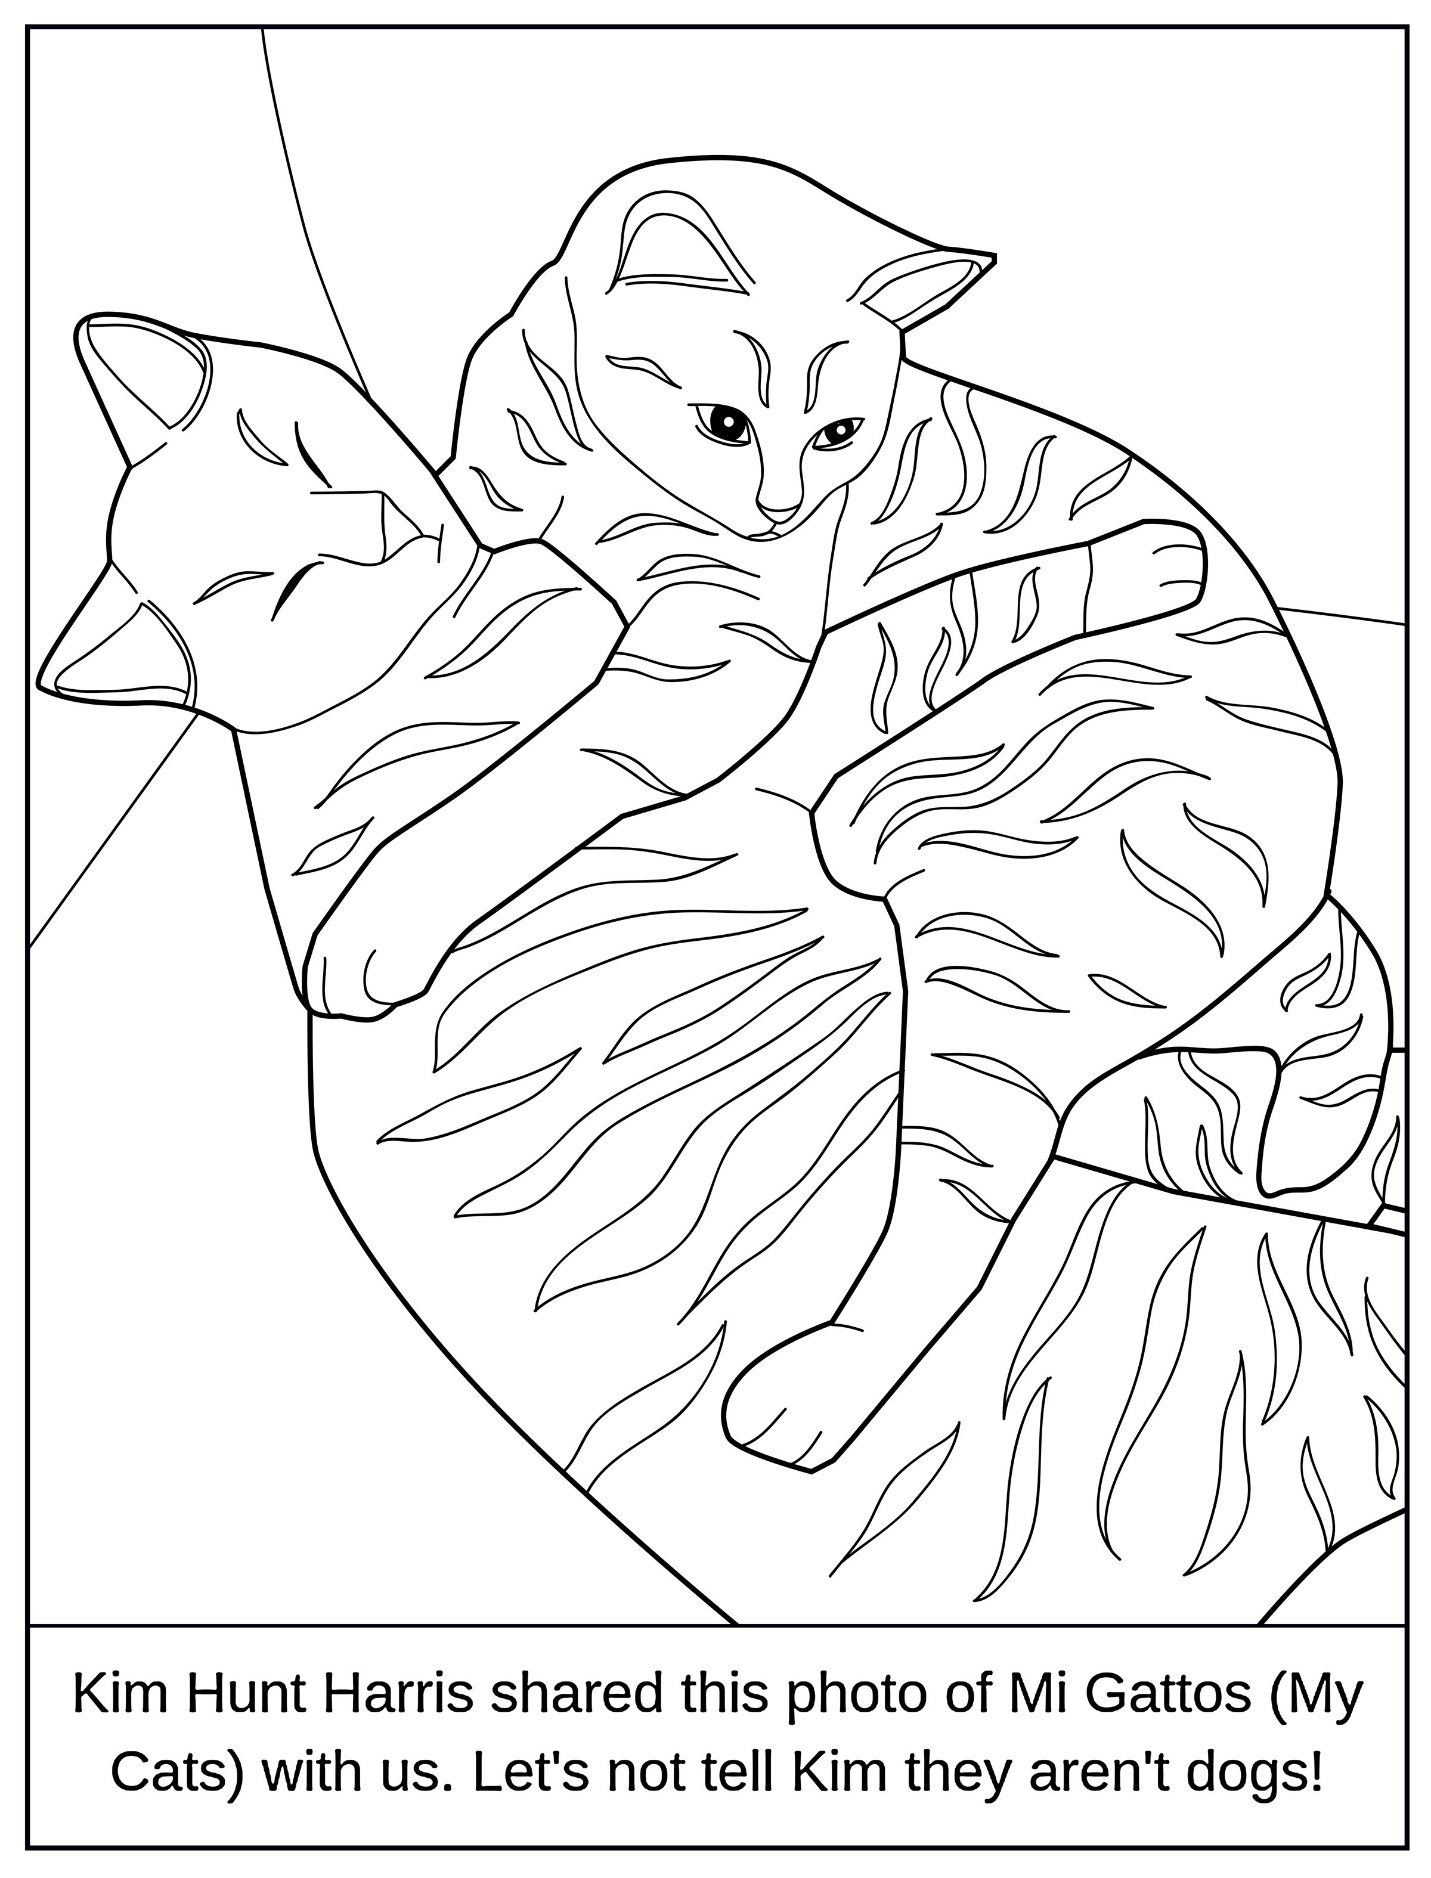 Kim Hunt Harris shared this photo of Mi Gattos (My
Cats) with us. Let's not tell Kim they aren't dogs!